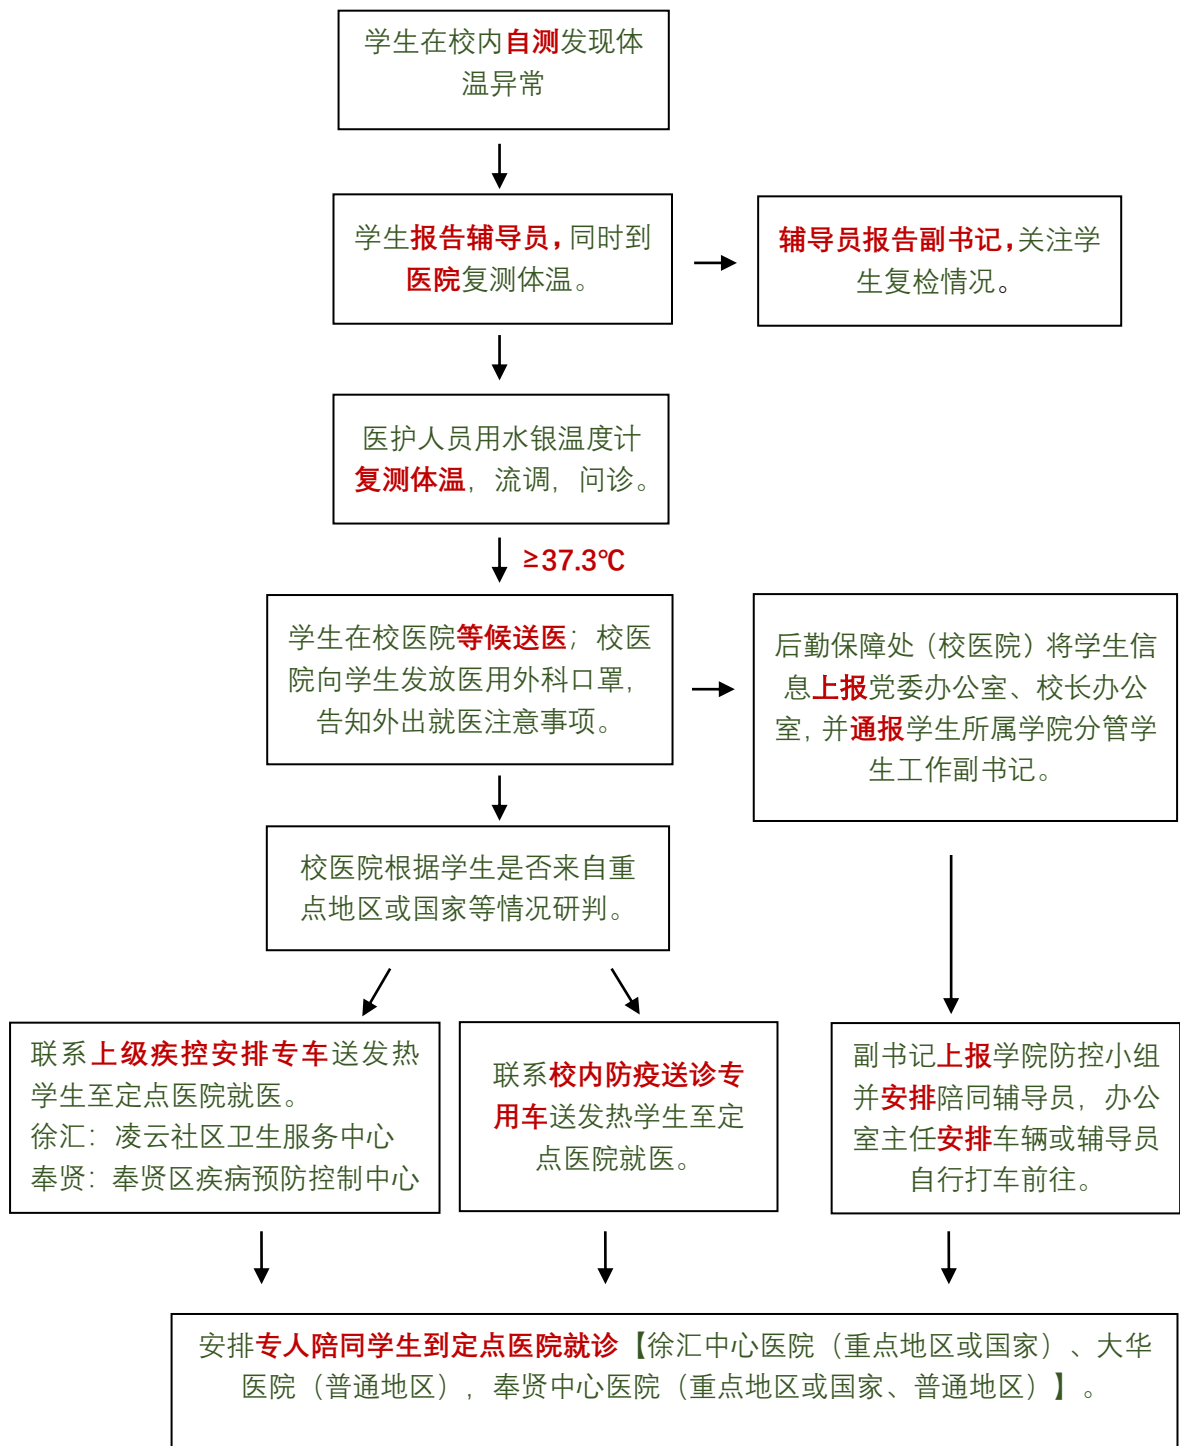 学生在校内自测发现体
温异常
学生报告辅导员，同时到
医院复测体温。
辅导员报告副书记，关注学
生复检情况。
医护人员用水银温度计
复测体温，流调，问诊。
≥37.3℃
学生在校医院等候送医；校医
院向学生发放医用外科口罩，
告知外出就医注意事项。
后勤保障处（校医院）将学生信
息上报党委办公室、校长办公
室，并通报学生所属学院分管学
生工作副书记。
校医院根据学生是否来自重
点地区或国家等情况研判。
联系上级疾控安排专车送发热
学生至定点医院就医。
徐汇：凌云社区卫生服务中心
奉贤：奉贤区疾病预防控制中心
联系校内防疫送诊专
用车送发热学生至定
点医院就医。
副书记上报学院防控小组
并安排陪同辅导员，办公
室主任安排车辆或辅导员
自行打车前往。
安排专人陪同学生到定点医院就诊【徐汇中心医院（重点地区或国家）、大华
医院（普通地区），奉贤中心医院（重点地区或国家、普通地区）】。